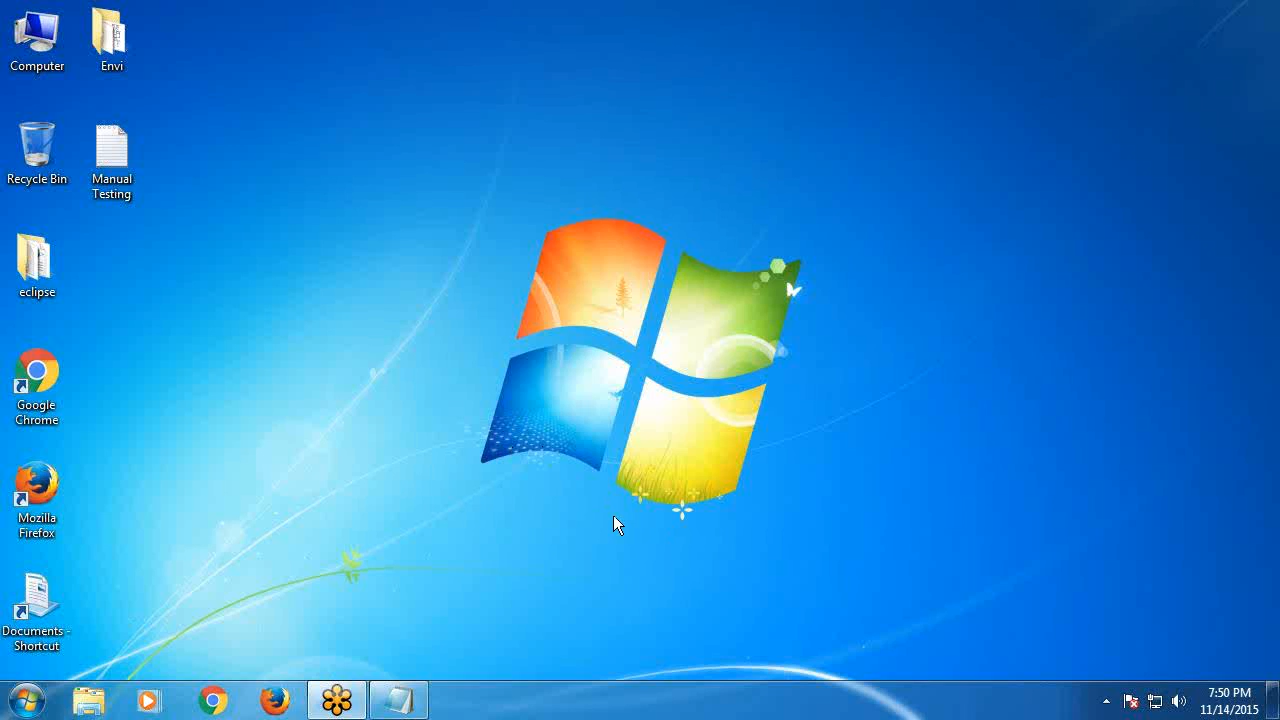 Computer
Envi
Recycle Bin
Manual
Testing
eclipse
Google
Chrome
Mozilla
Firefox
Documents -
Shortcut
7:50 PM
11/14/2015